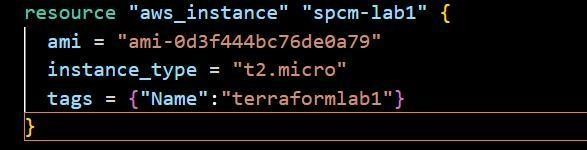 resource "aws_instance" "spcm-lab1" {
  ami = "ami-0d3f444bc76de0a79"
  instance_type = "t2.micro"
  tags = {"Name":"terraformlab1"}
}